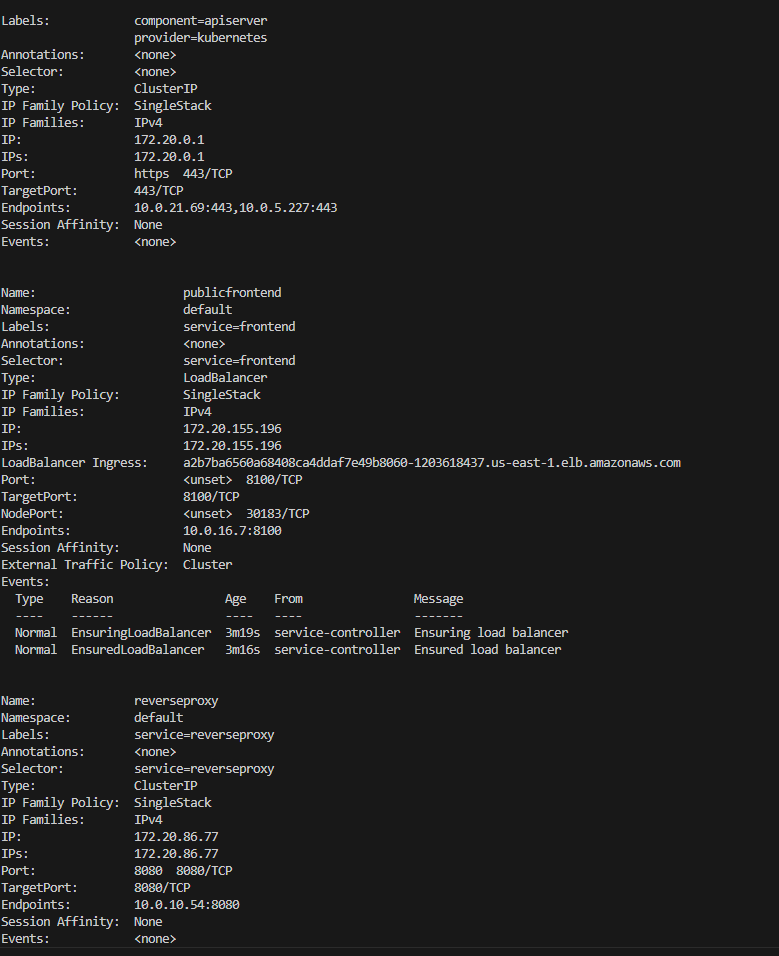 Labels:            component=apiserver
                   provider=kubernetes
Annotations:       <none>
Selector:          <none>
Type:              ClusterIP
IP Family Policy:  SingleStack
IP Families:       IPv4
IP:                172.20.0.1
IPs:               172.20.0.1
Port:              https  443/TCP
TargetPort:        443/TCP
Endpoints:         10.0.21.69:443,10.0.5.227:443
Session Affinity:  None
Events:            <none>


Name:                     publicfrontend
Namespace:                default
Labels:                   service=frontend
Annotations:              <none>
Selector:                 service=frontend
Type:                     LoadBalancer
IP Family Policy:         SingleStack
IP Families:              IPv4
IP:                       172.20.155.196
IPs:                      172.20.155.196
LoadBalancer Ingress:     a2b7ba6560a68408ca4ddaf7e49b8060-1203618437.us-east-1.elb.amazonaws.com
Port:                     <unset>  8100/TCP
TargetPort:               8100/TCP
NodePort:                 <unset>  30183/TCP
Endpoints:                10.0.16.7:8100
Session Affinity:         None
External Traffic Policy:  Cluster
Events:
  Type    Reason                Age    From                Message
  ----    ------                ----   ----                -------
  Normal  EnsuringLoadBalancer  3m19s  service-controller  Ensuring load balancer
  Normal  EnsuredLoadBalancer   3m16s  service-controller  Ensured load balancer


Name:              reverseproxy
Namespace:         default
Labels:            service=reverseproxy
Annotations:       <none>
Selector:          service=reverseproxy
Type:              ClusterIP
IP Family Policy:  SingleStack
IP Families:       IPv4
IP:                172.20.86.77
IPs:               172.20.86.77
Port:              8080  8080/TCP
TargetPort:        8080/TCP
Endpoints:         10.0.10.54:8080
Session Affinity:  None
Events:            <none>